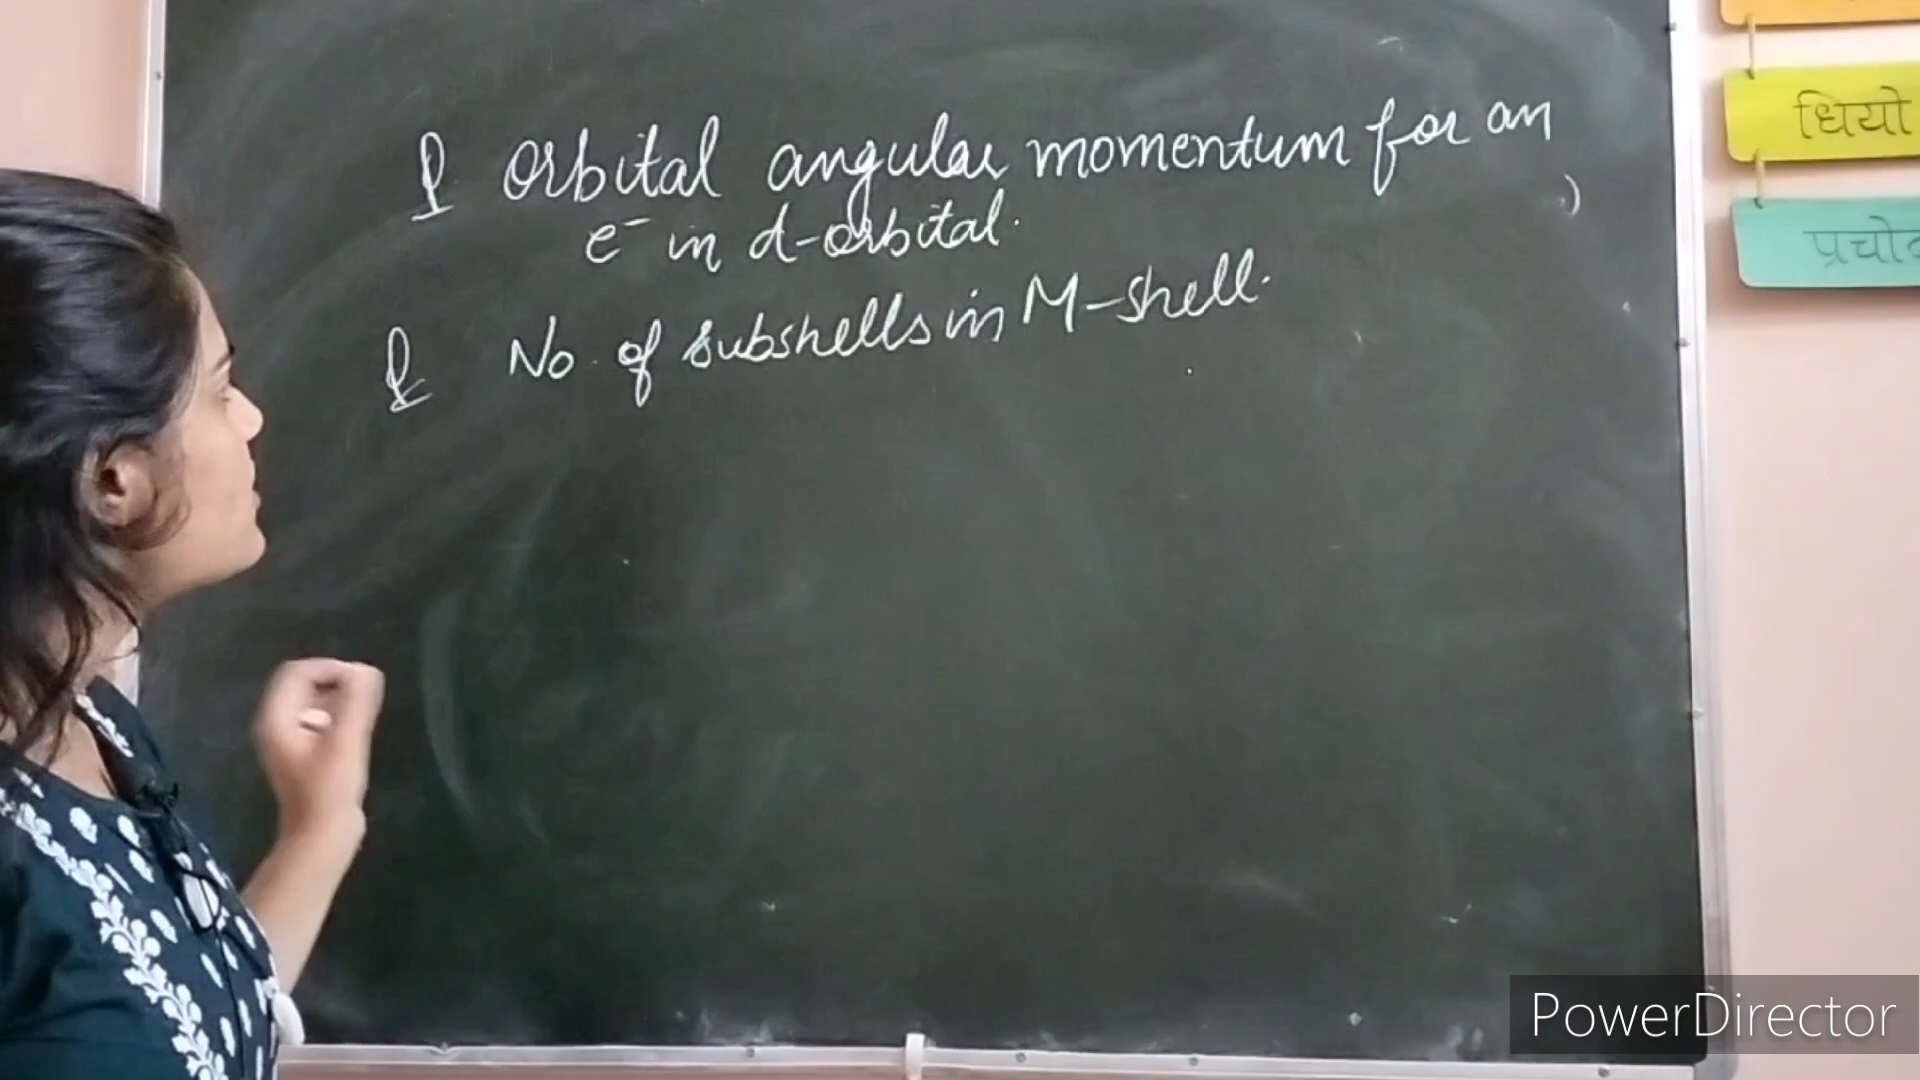 Q Orbital angular momentum for an
e⁻ in d-orbital.
Q No. of subshells in M-shell.
धियो
PowerDirector